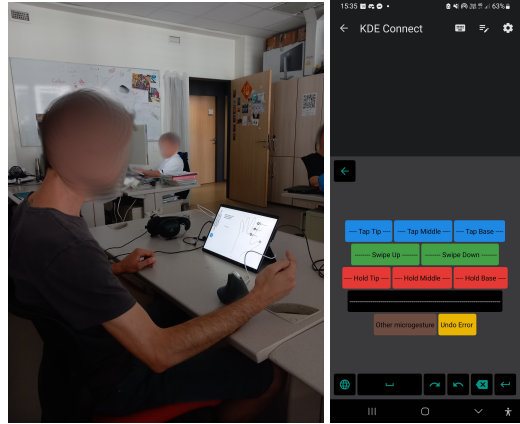 15:35
63%
KDE Connect
Tap Tip
Tap Middle
Tap Base
Swipe Up
Swipe Down
Hold Tip
Hold Middle
Hold Base
Other microgesture
Undo Error